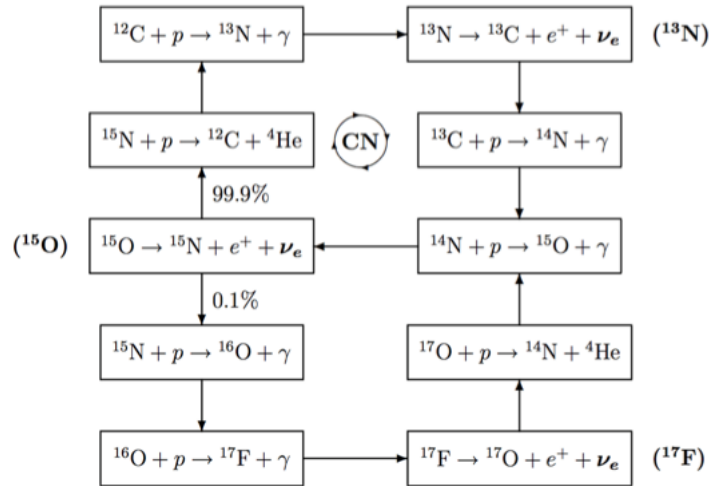 ¹²C + p → ¹³N + γ
¹³N → ¹³C + e⁺ + νₑ
(¹³N)
¹⁵N + p → ¹²C + ⁴He
CN
¹³C + p → ¹⁴N + γ
99.9%
(¹⁵O)
¹⁵O → ¹⁵N + e⁺ + νₑ
¹⁴N + p → ¹⁵O + γ
0.1%
¹⁵N + p → ¹⁶O + γ
¹⁷O + p → ¹⁴N + ⁴He
¹⁶O + p → ¹⁷F + γ
¹⁷F → ¹⁷O + e⁺ + νₑ
(¹⁷F)